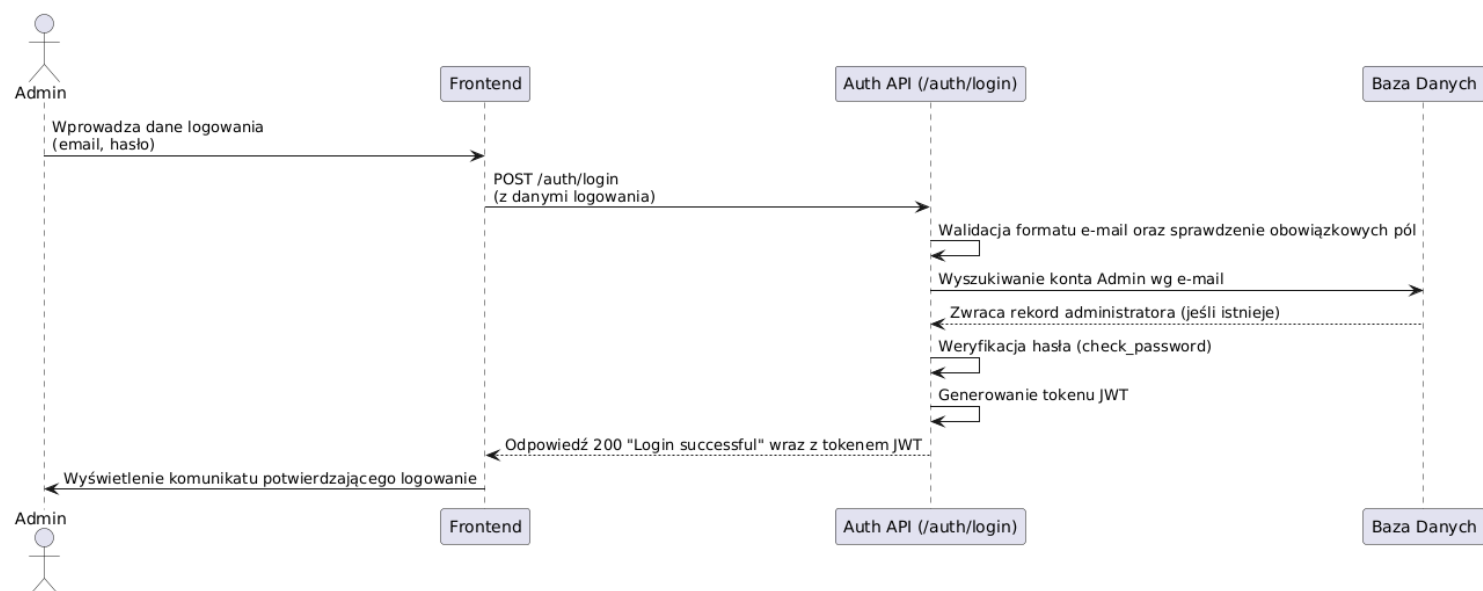 Admin
Frontend
Auth API (/auth/login)
Baza Danych
Wprowadza dane logowania
(email, hasło)
POST /auth/login
(z danymi logowania)
Walidacja formatu e-mail oraz sprawdzenie obowiązkowych pól
Wyszukiwanie konta Admin wg e-mail
Zwraca rekord administratora (jeśli istnieje)
Weryfikacja hasła (check_password)
Generowanie tokenu JWT
Odpowiedź 200 "Login successful" wraz z tokenem JWT
Wyświetlenie komunikatu potwierdzającego logowanie
Admin
Frontend
Auth API (/auth/login)
Baza Danych